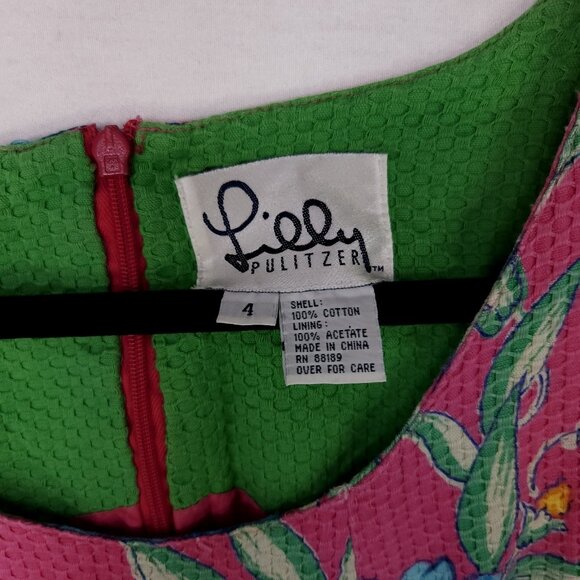 Lilly
PULITZER™
4
SHELL:
100% COTTON
LINING:
100% ACETATE
MADE IN CHINA
RN 88189
OVER FOR CARE